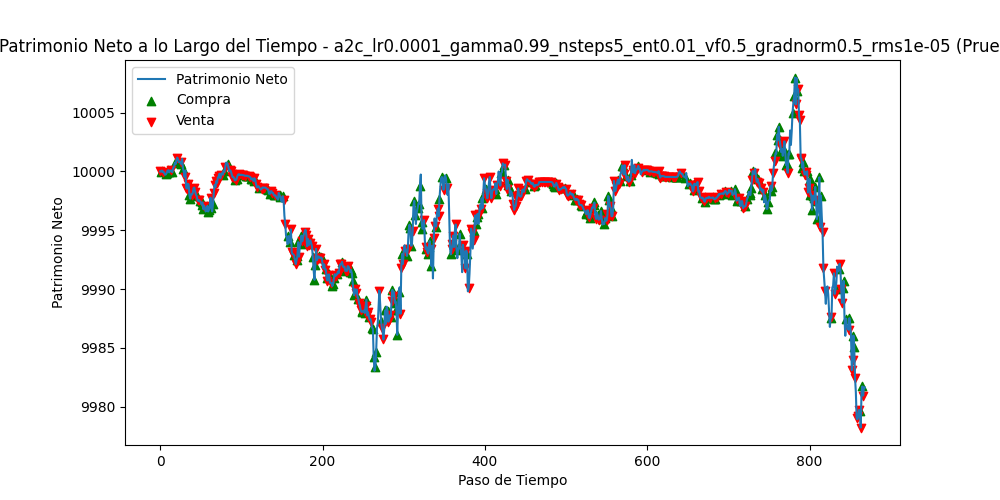 Patrimonio Neto a lo Largo del Tiempo - a2c_lr0.0001_gamma0.99_nsteps5_ent0.01_vf0.5_gradnorm0.5_rms1e-05 (Prue
Patrimonio Neto
Compra
Venta
10005
10000
9995
9990
9985
9980
Patrimonio Neto
0 200 400 600 800
Paso de Tiempo